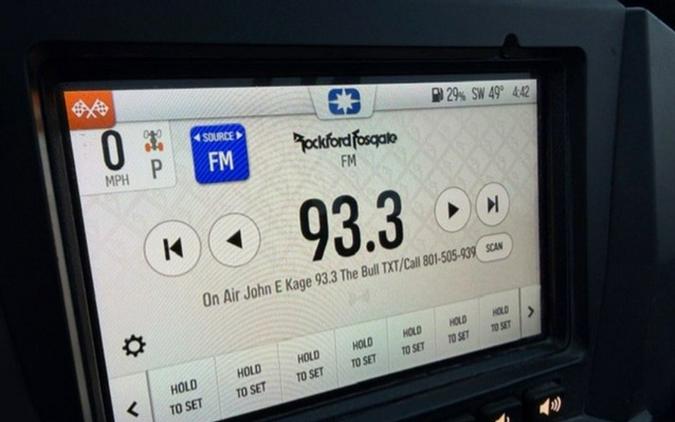 29% SW 49° 4:42
0
MPH
P
SOURCE
FM
Rockford Fosgate
FM
93.3
SCAN
On Air John E Kage 93.3 The Bull TXT/Call 801-505-939
HOLD TO SET
HOLD TO SET
HOLD TO SET
HOLD TO SET
HOLD TO SET
HOLD TO SET
HOLD TO SET